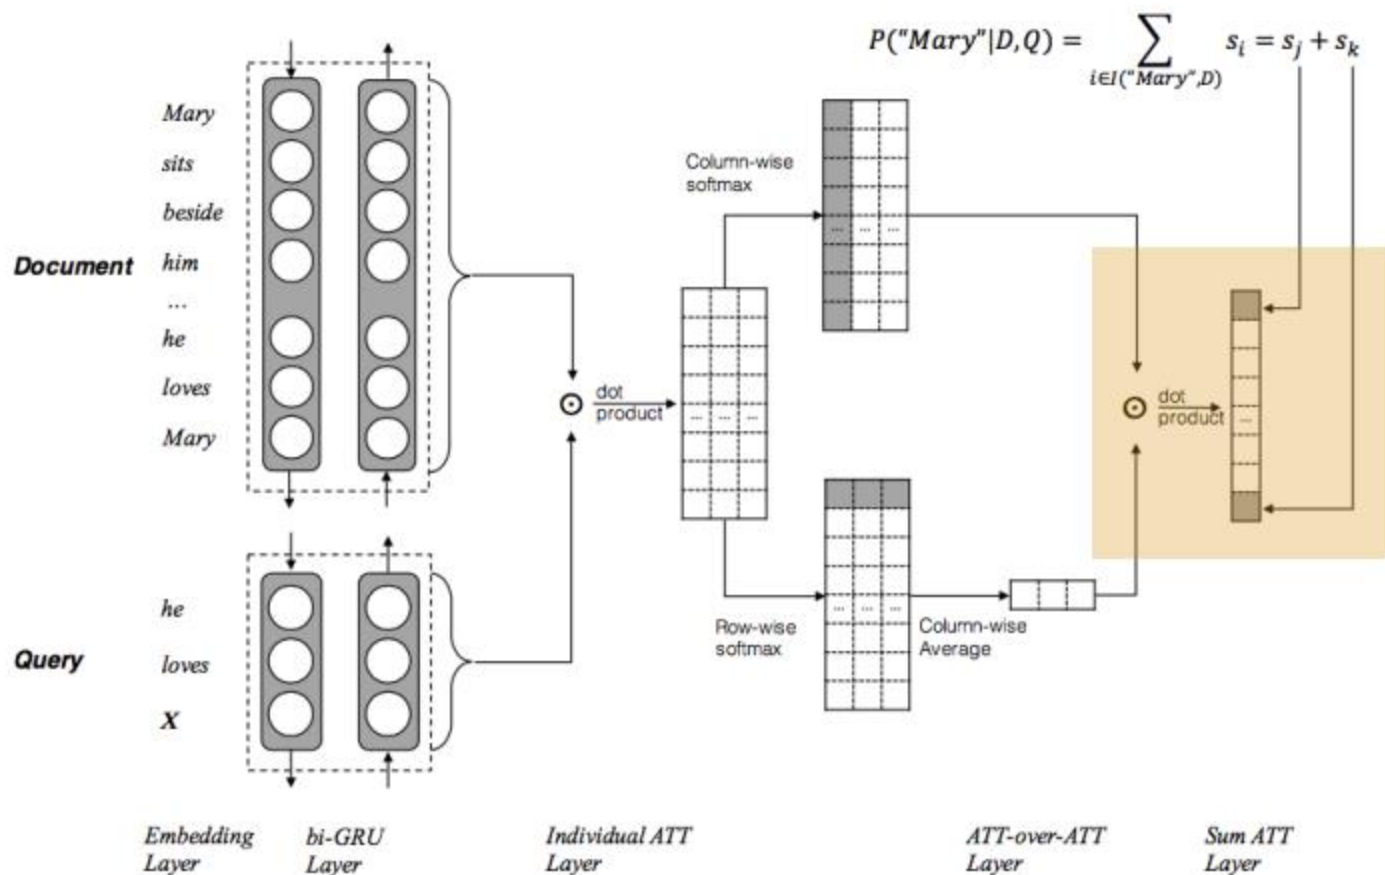 P("Mary"|D,Q) = ∑ s_i = s_j + s_k
i∈I("Mary",D)
Document
Mary
sits
beside
him
...
he
loves
Mary
Query
he
loves
X
dot
product
... ... ...
Column-wise
softmax
... ... ...
Row-wise
softmax
... ... ...
Column-wise
Average
dot
product
...
Embedding
Layer
bi-GRU
Layer
Individual ATT
Layer
ATT-over-ATT
Layer
Sum ATT
Layer